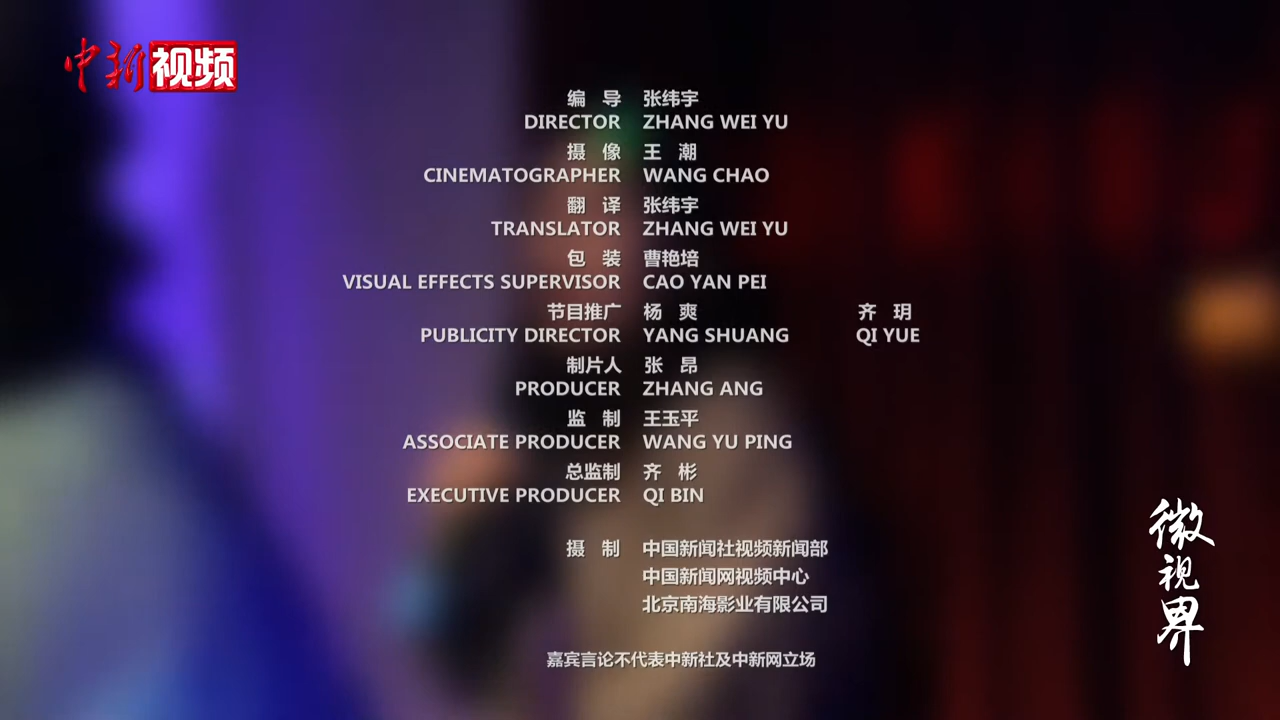 中新视频
编 导 张纬宇
DIRECTOR ZHANG WEI YU
摄 像 王 潮
CINEMATOGRAPHER WANG CHAO
翻 译 张纬宇
TRANSLATOR ZHANG WEI YU
包 装 曹艳培
VISUAL EFFECTS SUPERVISOR CAO YAN PEI
节目推广 杨 爽 齐 玥
PUBLICITY DIRECTOR YANG SHUANG QI YUE
制片人 张 昂
PRODUCER ZHANG ANG
监 制 王玉平
ASSOCIATE PRODUCER WANG YU PING
总监制 齐 彬
EXECUTIVE PRODUCER QI BIN
摄 制 中国新闻社视频新闻部
中国新闻网视频中心
北京南海影业有限公司
嘉宾言论不代表中新社及中新网立场
微視界